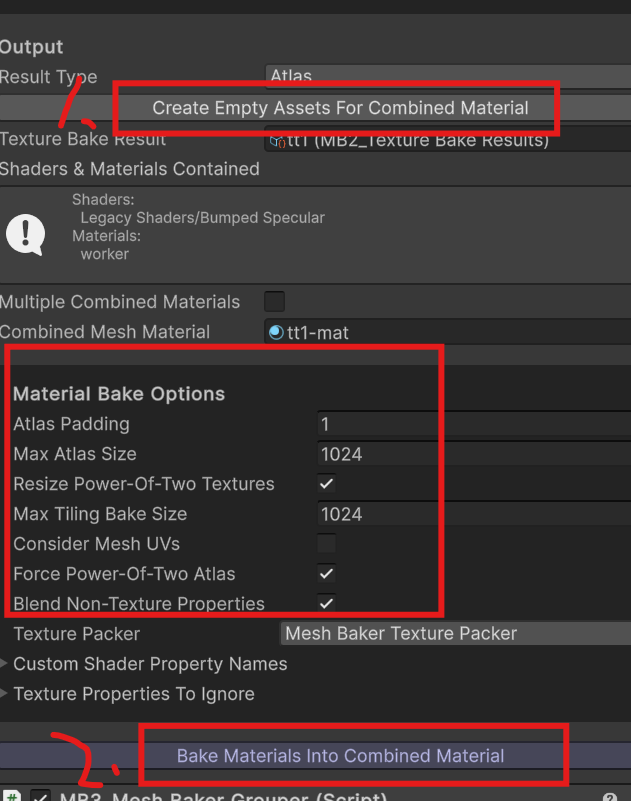 Output
Result Type Atlas
1.
Create Empty Assets For Combined Material
Texture Bake Result tt1 (MB2_Texture Bake Results)
Shaders & Materials Contained
Shaders:
Legacy Shaders/Bumped Specular
Materials:
worker
Multiple Combined Materials
Combined Mesh Material tt1-mat
Material Bake Options
Atlas Padding 1
Max Atlas Size 1024
Resize Power-Of-Two Textures
Max Tiling Bake Size 1024
Consider Mesh UVs
Force Power-Of-Two Atlas
Blend Non-Texture Properties
Texture Packer Mesh Baker Texture Packer
Custom Shader Property Names
Texture Properties To Ignore
2.
Bake Materials Into Combined Material
# MB3_Mesh Baker Grouper (Script)